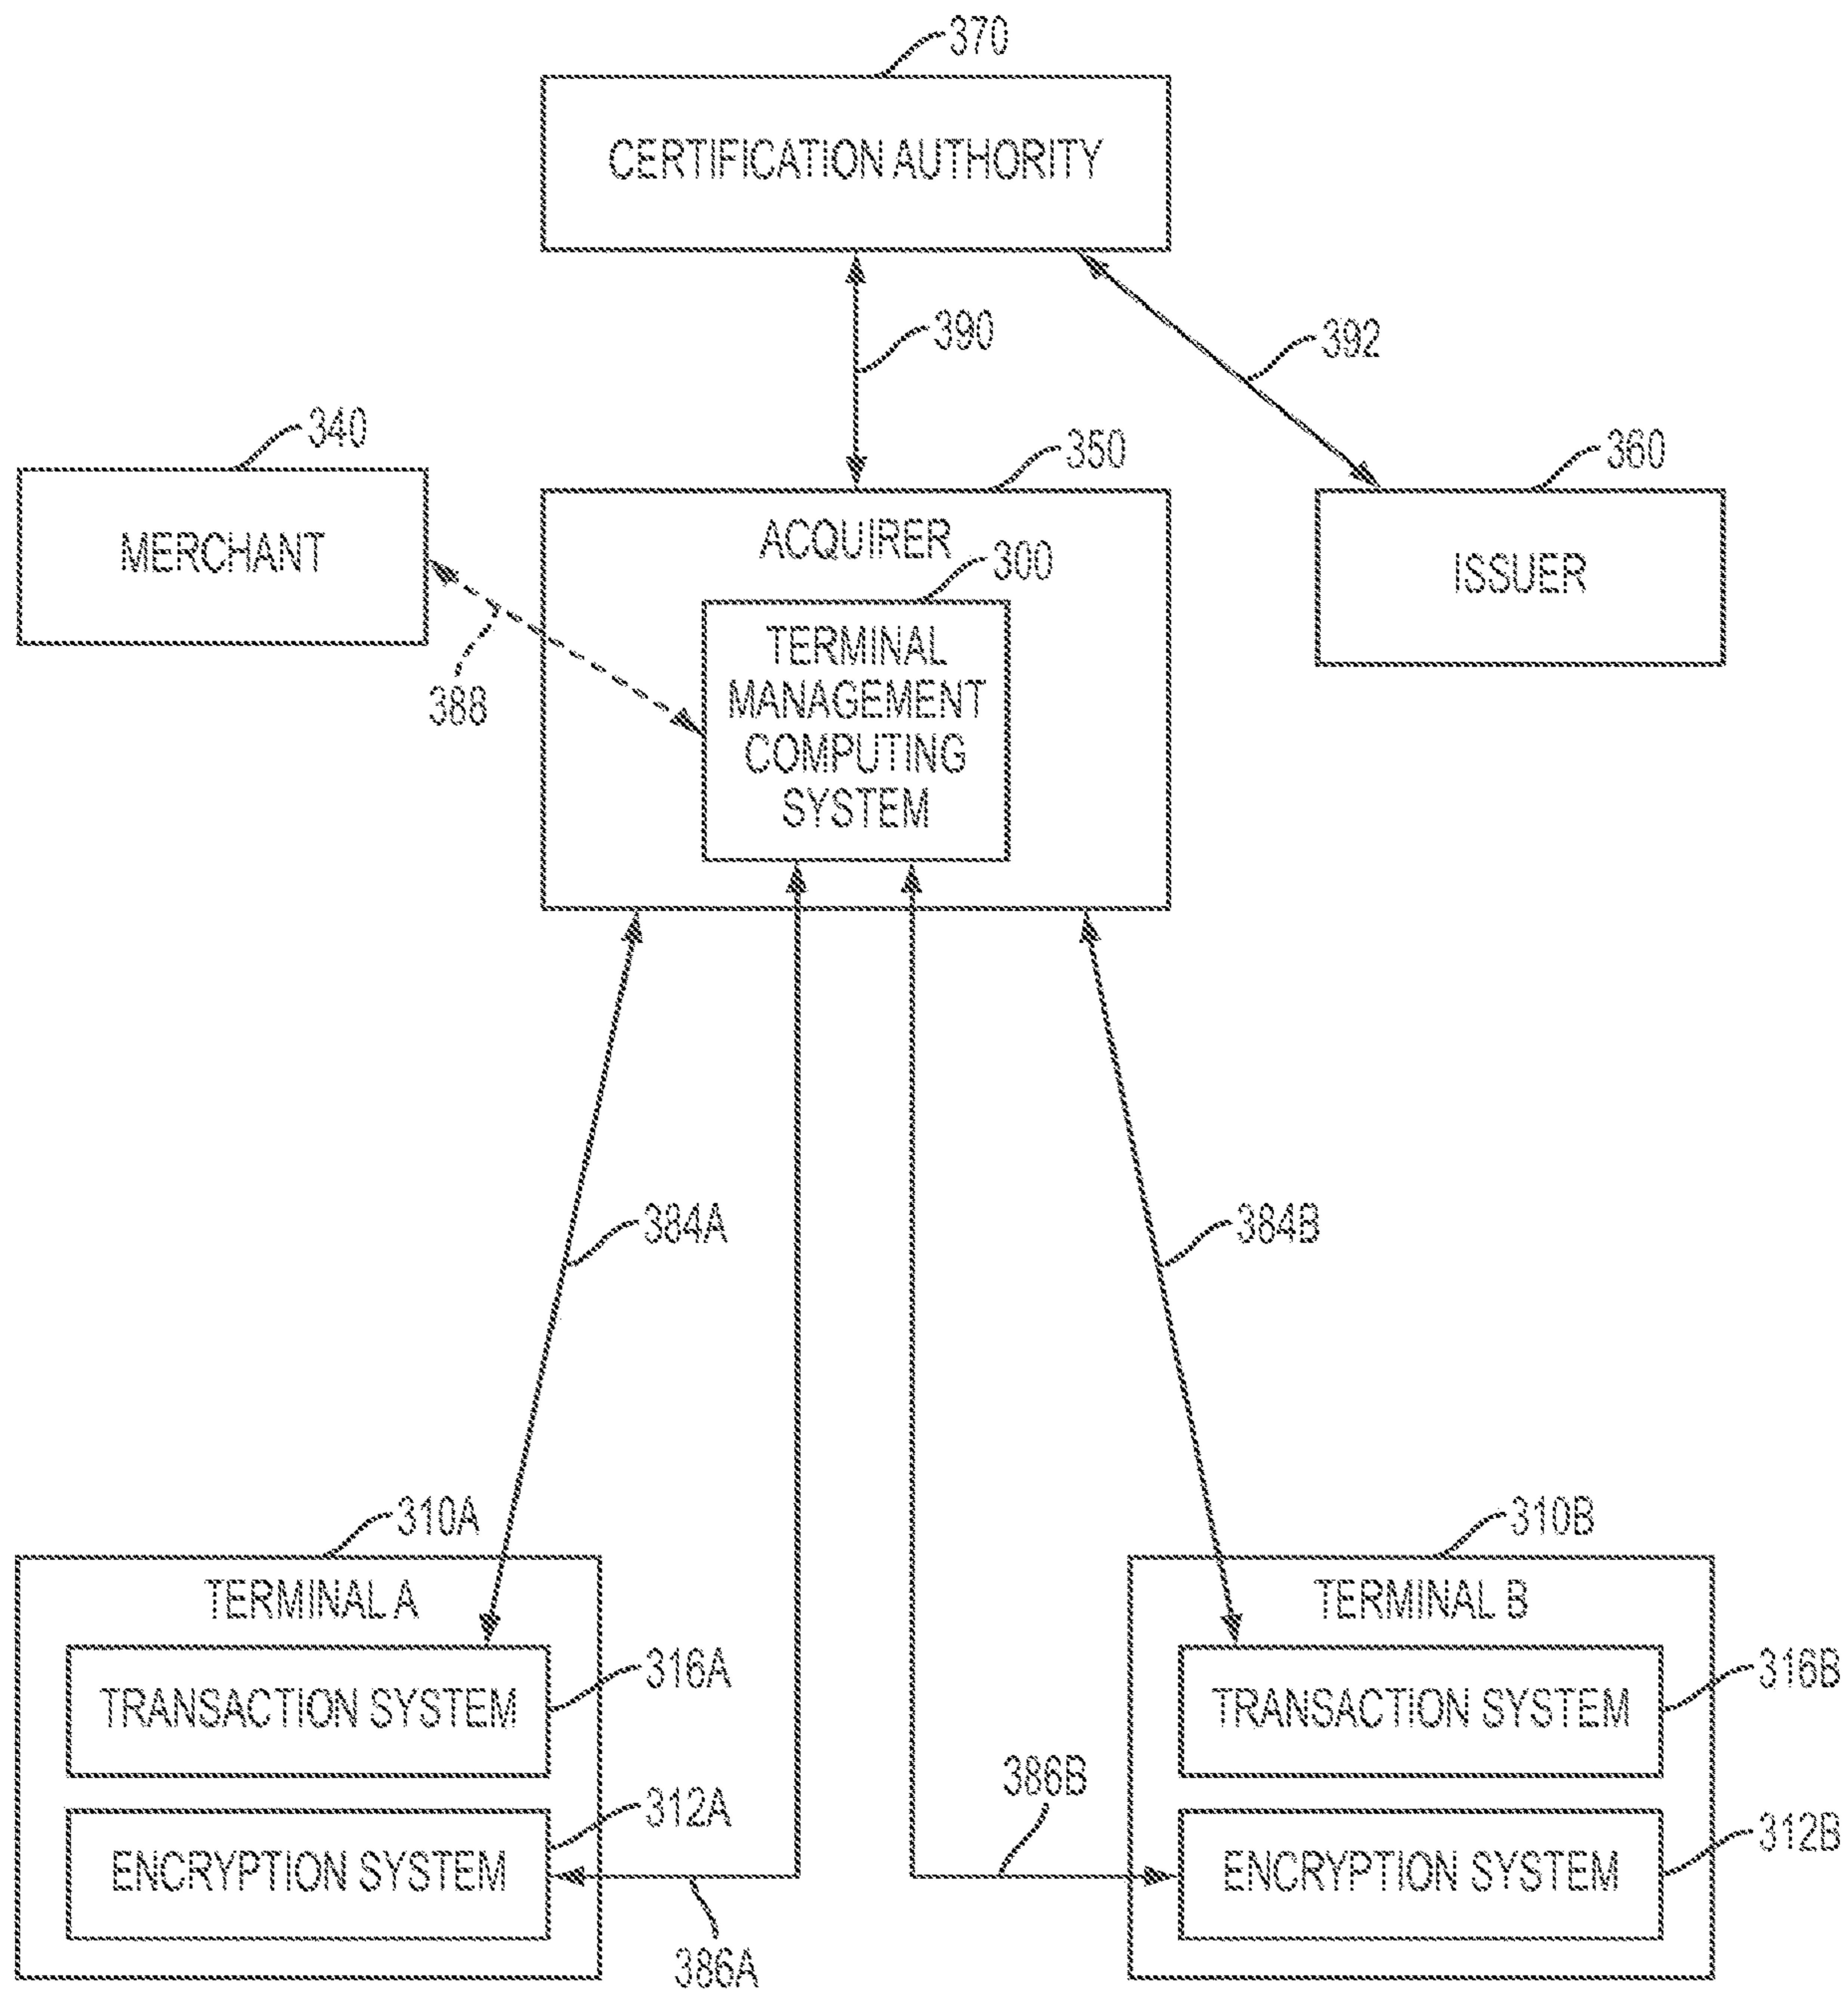 370
CERTIFICATION AUTHORITY
390
392
340
350
360
MERCHANT
ACQUIRER
ISSUER
300
TERMINAL
MANAGEMENT
COMPUTING
SYSTEM
388
384A
384B
310A
310B
TERMINAL A
TERMINAL B
316A
316B
TRANSACTION SYSTEM
TRANSACTION SYSTEM
386B
312A
312B
ENCRYPTION SYSTEM
ENCRYPTION SYSTEM
386A